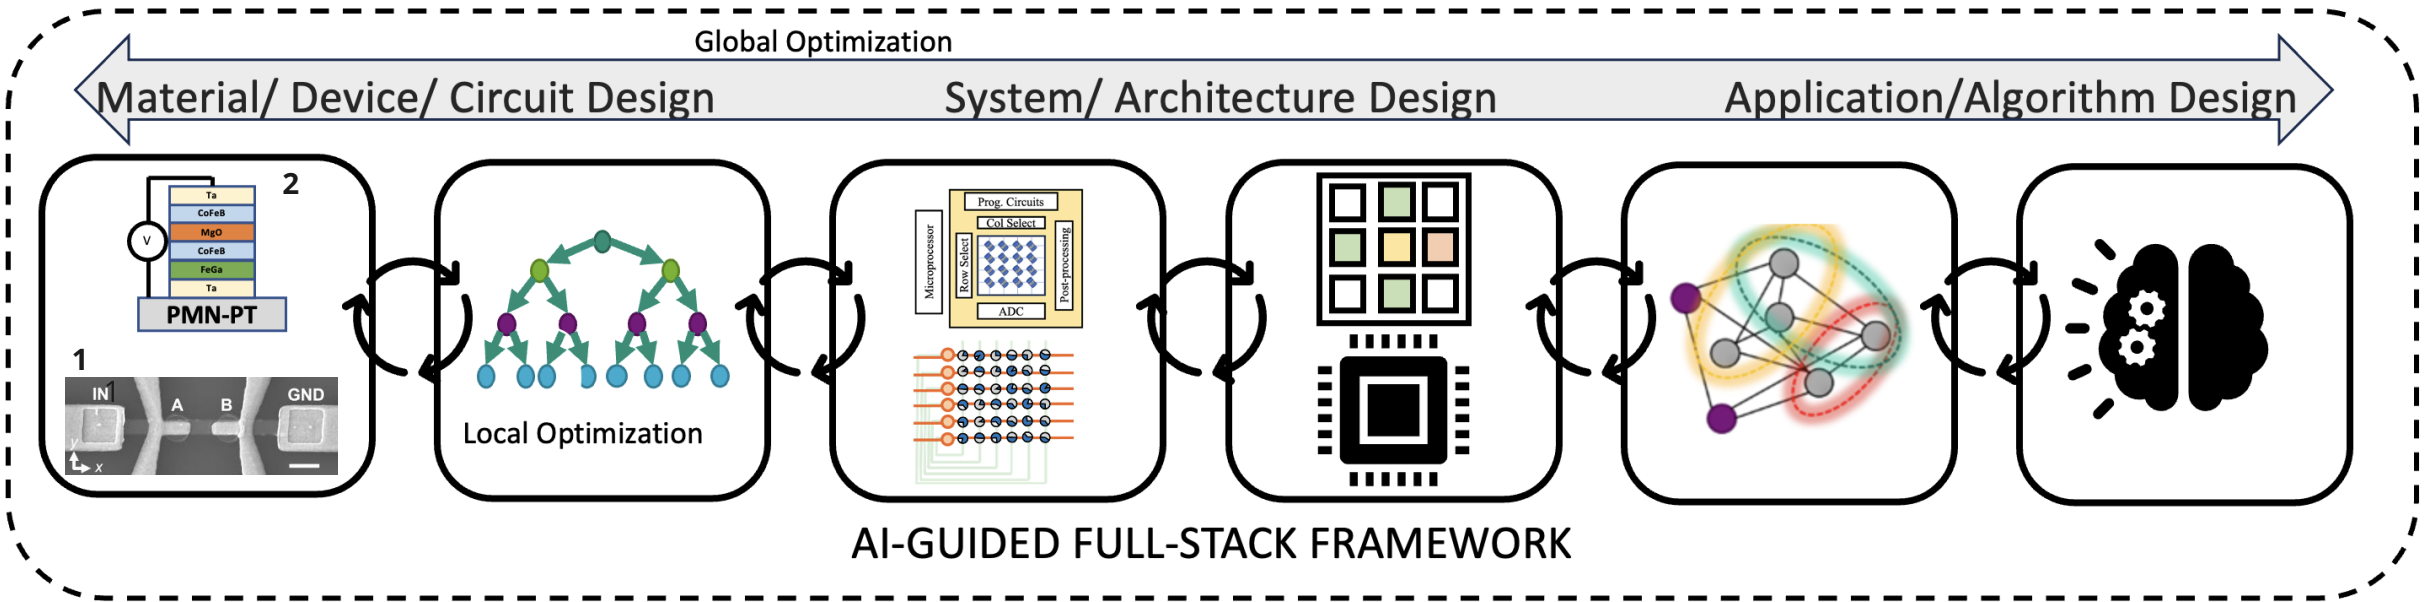 Global Optimization
Material/ Device/ Circuit Design
System/ Architecture Design
Application/Algorithm Design
2
Ta
CoFeB
MgO
CoFeB
FeGa
Ta
V
PMN-PT
1
1
IN
A
B
GND
y
x
Local Optimization
Prog. Circuits
Col Select
Microprocessor
Row Select
Post-processing
ADC
AI-GUIDED FULL-STACK FRAMEWORK